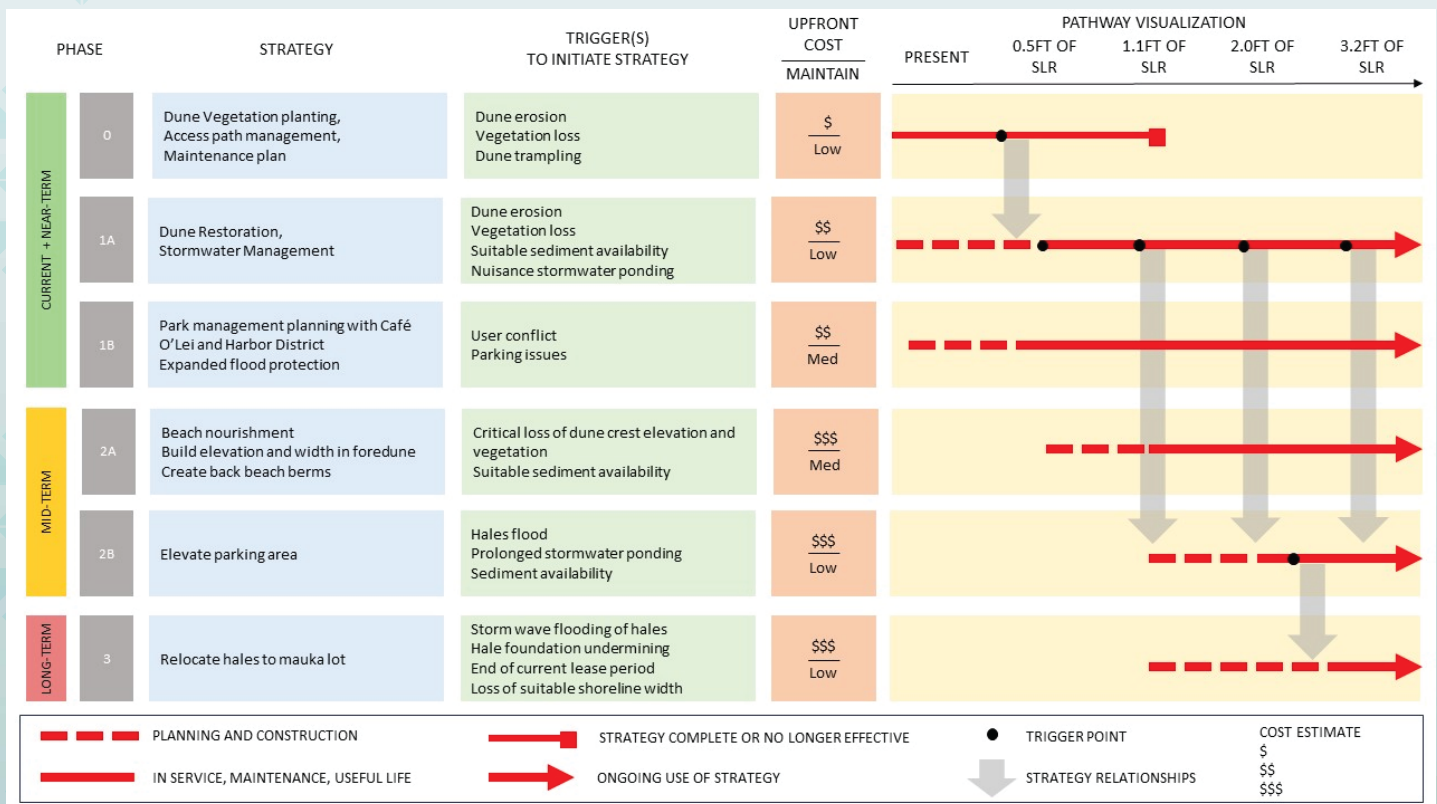 PHASE
STRATEGY
TRIGGER(S)
TO INITIATE STRATEGY
UPFRONT
COST
MAINTAIN
PATHWAY VISUALIZATION
PRESENT
0.5FT OF
SLR
1.1FT OF
SLR
2.0FT OF
SLR
3.2FT OF
SLR
CURRENT + NEAR-TERM
0
Dune Vegetation planting,
Access path management,
Maintenance plan
Dune erosion
Vegetation loss
Dune trampling
$
Low
1A
Dune Restoration,
Stormwater Management
Dune erosion
Vegetation loss
Suitable sediment availability
Nuisance stormwater ponding
$$
Low
1B
Park management planning with Café
O'Lei and Harbor District
Expanded flood protection
User conflict
Parking issues
$$
Med
MID-TERM
2A
Beach nourishment
Build elevation and width in foredune
Create back beach berms
Critical loss of dune crest elevation and
vegetation
Suitable sediment availability
$$$
Med
2B
Elevate parking area
Hales flood
Prolonged stormwater ponding
Sediment availability
$$$
Low
LONG-TERM
3
Relocate hales to mauka lot
Storm wave flooding of hales
Hale foundation undermining
End of current lease period
Loss of suitable shoreline width
$$$
Low
PLANNING AND CONSTRUCTION
STRATEGY COMPLETE OR NO LONGER EFFECTIVE
TRIGGER POINT
COST ESTIMATE
$
$$
$$$
IN SERVICE, MAINTENANCE, USEFUL LIFE
ONGOING USE OF STRATEGY
STRATEGY RELATIONSHIPS